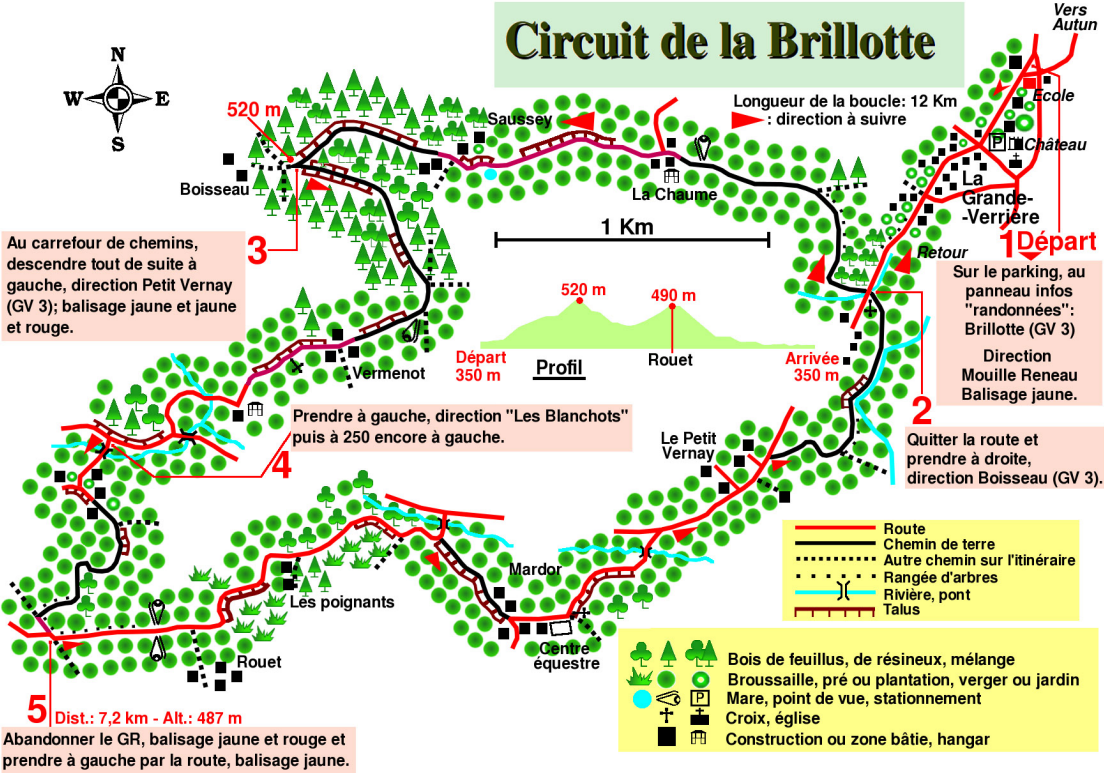 Circuit de la Brillotte
Vers
Autun
N
W E
S
Longueur de la boucle: 12 Km
: direction à suivre
Ecole
P
Château
La
Grande-
-Verrière
1 Départ
Sur le parking, au
panneau infos
"randonnées":
Brillotte (GV 3)
Direction
Mouille Reneau
Balisage jaune.
Retour
520 m
Saussey
Boisseau
La Chaume
1 Km
3
Au carrefour de chemins,
descendre tout de suite à
gauche, direction Petit Vernay
(GV 3); balisage jaune et jaune
et rouge.
520 m
490 m
Départ
350 m
Profil
Rouet
Arrivée
350 m
Vermenot
2
Quitter la route et
prendre à droite,
direction Boisseau (GV 3).
Prendre à gauche, direction "Les Blanchots"
puis à 250 encore à gauche.
4
Le Petit
Vernay
Mardor
Les poignants
Centre
équestre
Rouet
5
Dist.: 7,2 km - Alt.: 487 m
Abandonner le GR, balisage jaune et rouge et
prendre à gauche par la route, balisage jaune.
Route
Chemin de terre
Autre chemin sur l'itinéraire
Rangée d'arbres
Rivière, pont
Talus
Bois de feuillus, de résineux, mélange
Broussaille, pré ou plantation, verger ou jardin
P
Mare, point de vue, stationnement
Croix, église
Construction ou zone bâtie, hangar